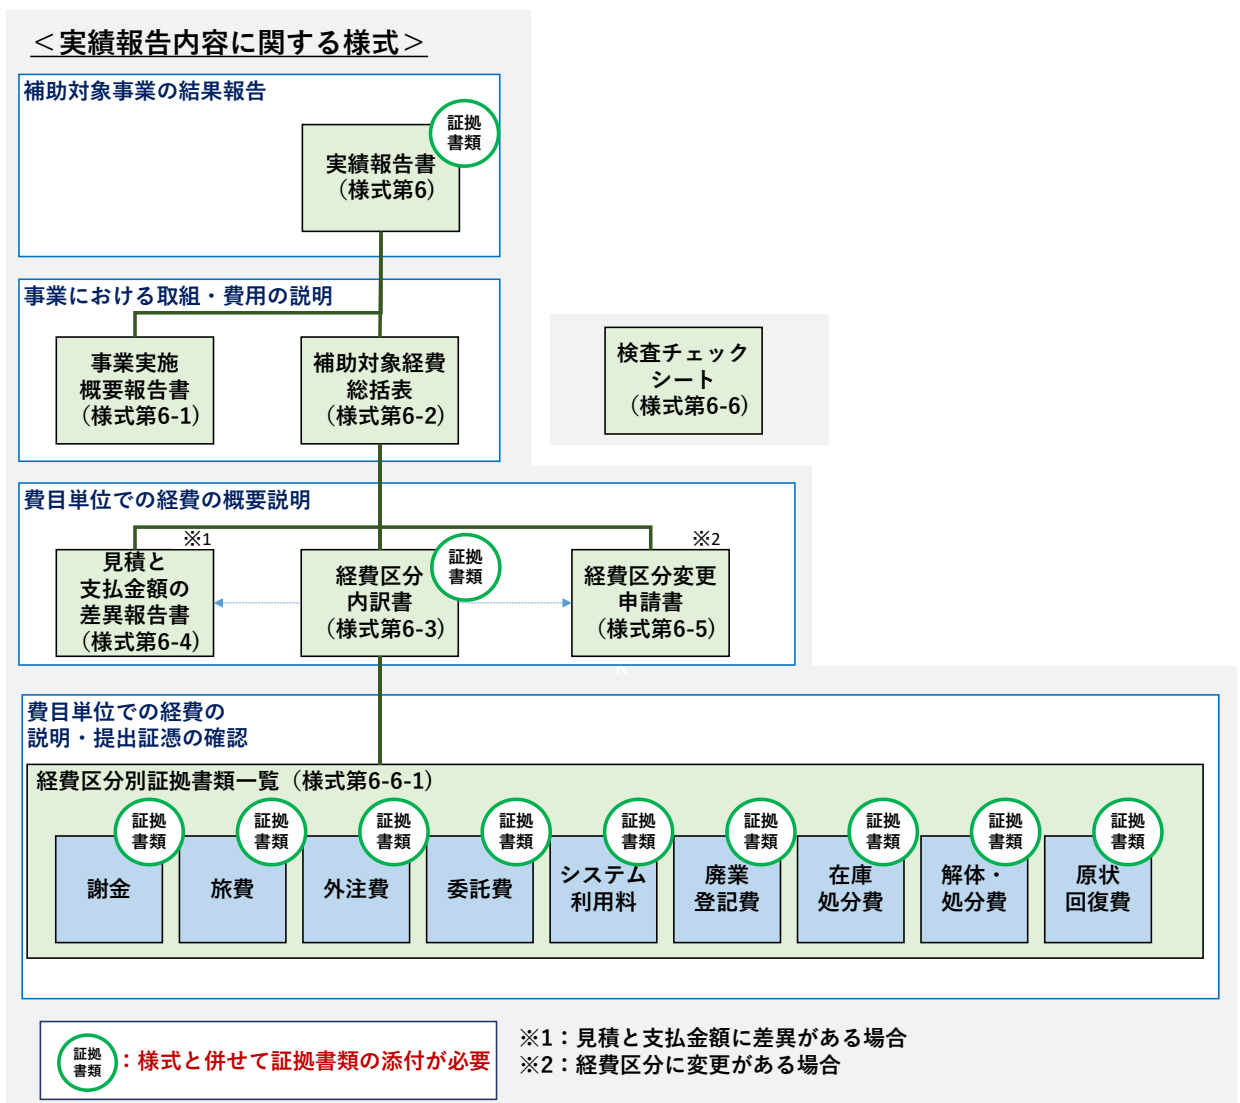 ＜実績報告内容に関する様式＞
補助対象事業の結果報告
証拠
書類
実績報告書
（様式第6）
事業における取組・費用の説明
事業実施
概要報告書
（様式第6-1）
補助対象経費
総括表
（様式第6-2）
検査チェック
シート
（様式第6-6）
費目単位での経費の概要説明
※1
見積と
支払金額の
差異報告書
（様式第6-4）
証拠
書類
経費区分
内訳書
（様式第6-3）
※2
経費区分変更
申請書
（様式第6-5）
費目単位での経費の
説明・提出証憑の確認
経費区分別証拠書類一覧（様式第6-6-1）
証拠
書類
謝金
証拠
書類
旅費
証拠
書類
外注費
証拠
書類
委託費
証拠
書類
システム
利用料
証拠
書類
廃業
登記費
証拠
書類
在庫
処分費
証拠
書類
解体・
処分費
証拠
書類
原状
回復費
証拠
書類
：様式と併せて証拠書類の添付が必要
※1：見積と支払金額に差異がある場合
※2：経費区分に変更がある場合